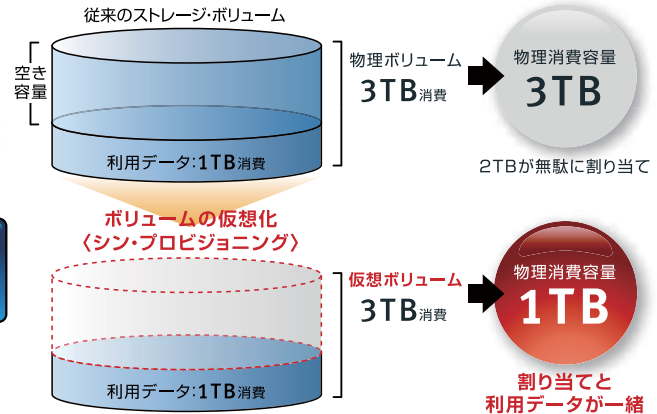 従来のストレージ・ボリューム
空き
容量
利用データ:1TB消費
物理ボリューム
3TB消費
物理消費容量
3TB
2TBが無駄に割り当て
ボリュームの仮想化
〈シン・プロビジョニング〉
利用データ:1TB消費
仮想ボリューム
3TB消費
物理消費容量
1TB
割り当てと
利用データが一緒